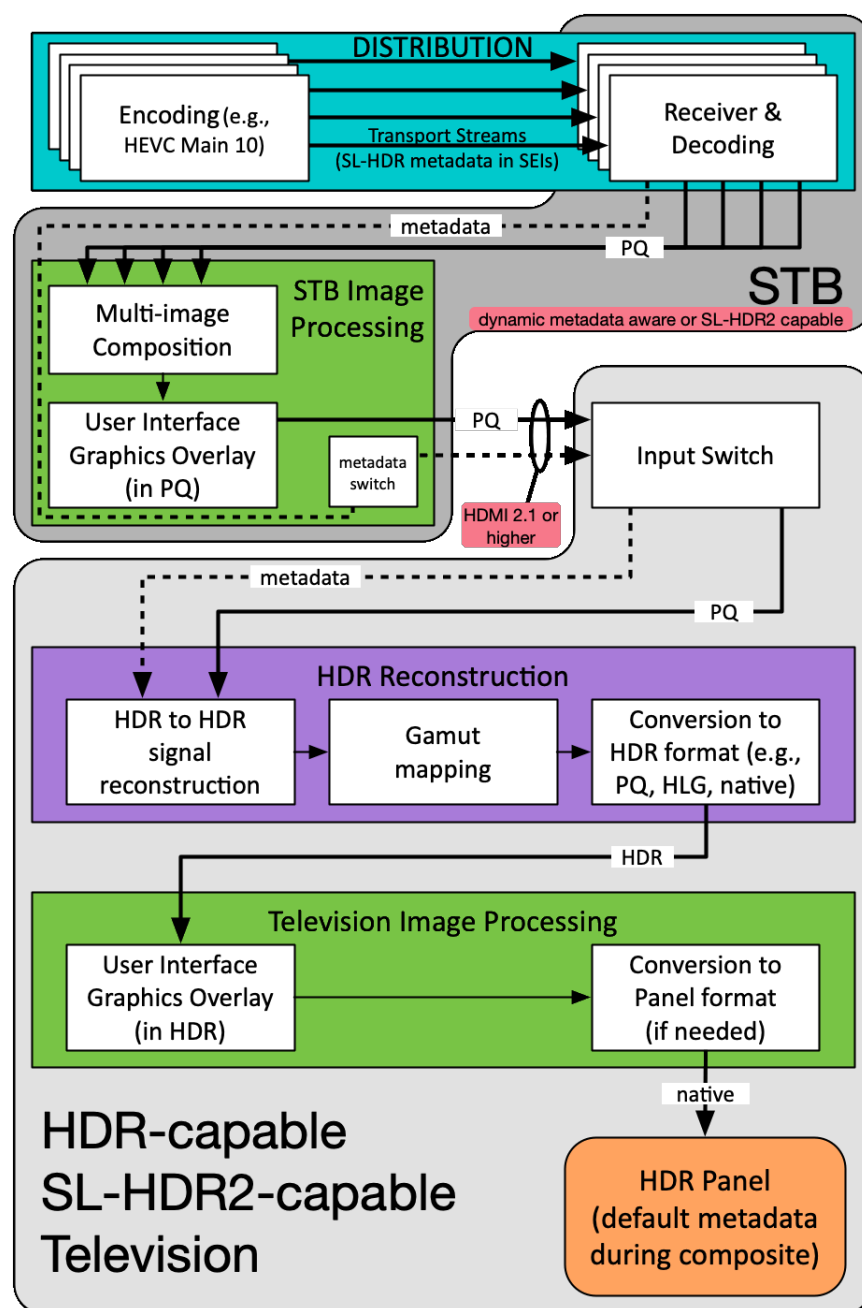 DISTRIBUTION
Encoding (e.g.,
HEVC Main 10)
Transport Streams
(SL-HDR metadata in SEIs)
Receiver &
Decoding
metadata
PQ
STB
dynamic metadata aware or SL-HDR2 capable
STB Image
Processing
Multi-image
Composition
User Interface
Graphics Overlay
(in PQ)
metadata
switch
PQ
HDMI 2.1 or
higher
Input Switch
metadata
PQ
HDR Reconstruction
HDR to HDR
signal
reconstruction
Gamut
mapping
Conversion to
HDR format (e.g.,
PQ, HLG, native)
HDR
Television Image Processing
User Interface
Graphics Overlay
(in HDR)
Conversion to
Panel format
(if needed)
native
HDR-capable
SL-HDR2-capable
Television
HDR Panel
(default metadata
during composite)